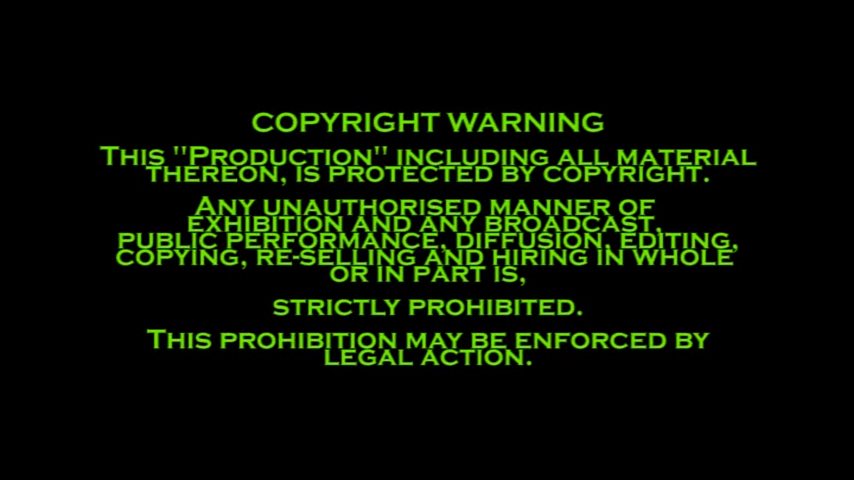 COPYRIGHT WARNING
THIS "PRODUCTION" INCLUDING ALL MATERIAL
THEREON, IS PROTECTED BY COPYRIGHT.
ANY UNAUTHORISED MANNER OF
EXHIBITION AND ANY BROADCAST,
PUBLIC PERFORMANCE, DIFFUSION, EDITING,
COPYING, RE-SELLING AND HIRING IN WHOLE
OR IN PART IS,
STRICTLY PROHIBITED.
THIS PROHIBITION MAY BE ENFORCED BY
LEGAL ACTION.